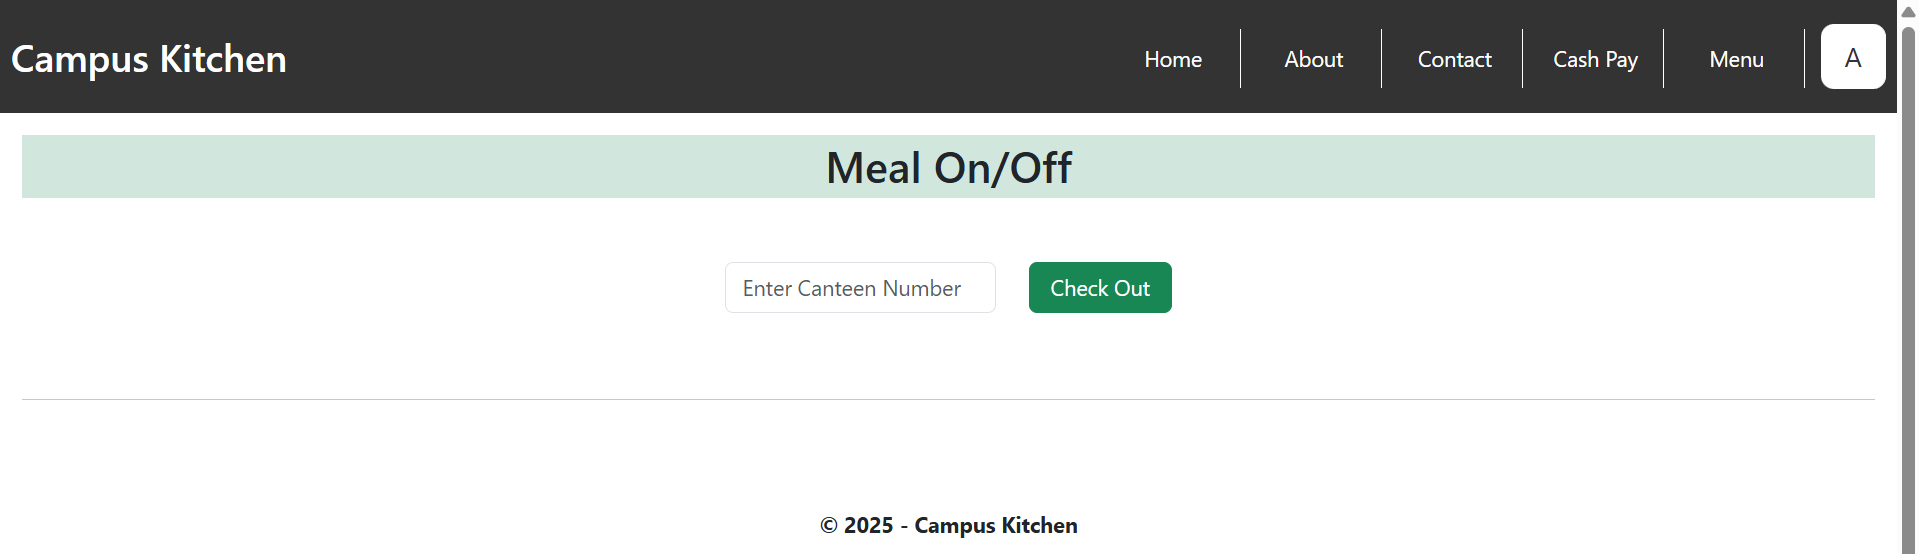 Campus Kitchen
Home
About
Contact
Cash Pay
Menu
A
Meal On/Off
Enter Canteen Number
Check Out
© 2025 - Campus Kitchen